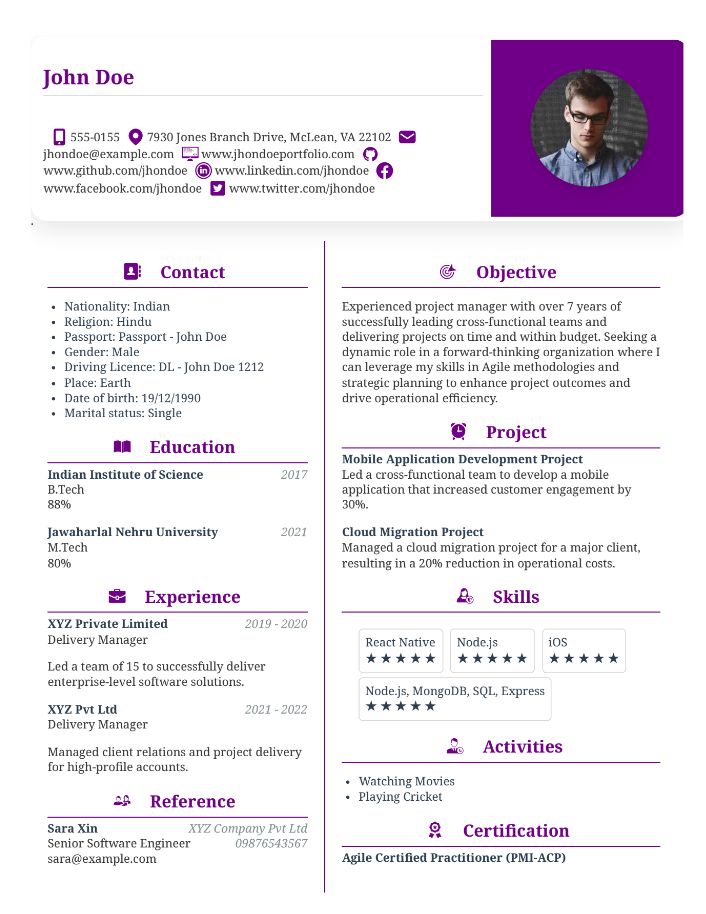 John Doe
555-0155 7930 Jones Branch Drive, McLean, VA 22102
jhondoe@example.com www.jhondoeportfolio.com
www.github.com/jhondoe www.linkedin.com/jhondoe
www.facebook.com/jhondoe www.twitter.com/jhondoe
.
Contact
Nationality: Indian
Religion: Hindu
Passport: Passport - John Doe
Gender: Male
Driving Licence: DL - John Doe 1212
Place: Earth
Date of birth: 19/12/1990
Marital status: Single
Education
Indian Institute of Science 2017
B.Tech
88%
Jawaharlal Nehru University 2021
M.Tech
80%
Experience
XYZ Private Limited 2019 - 2020
Delivery Manager
Led a team of 15 to successfully deliver
enterprise-level software solutions.
XYZ Pvt Ltd 2021 - 2022
Delivery Manager
Managed client relations and project delivery
for high-profile accounts.
Reference
Sara Xin XYZ Company Pvt Ltd
Senior Software Engineer 09876543567
sara@example.com
Objective
Experienced project manager with over 7 years of
successfully leading cross-functional teams and
delivering projects on time and within budget. Seeking a
dynamic role in a forward-thinking organization where I
can leverage my skills in Agile methodologies and
strategic planning to enhance project outcomes and
drive operational efficiency.
Project
Mobile Application Development Project
Led a cross-functional team to develop a mobile
application that increased customer engagement by
30%.
Cloud Migration Project
Managed a cloud migration project for a major client,
resulting in a 20% reduction in operational costs.
Skills
React Native Node.js iOS
★★★★★ ★★★★★ ★★★★★
Node.js, MongoDB, SQL, Express
★★★★★
Activities
Watching Movies
Playing Cricket
Certification
Agile Certified Practitioner (PMI-ACP)